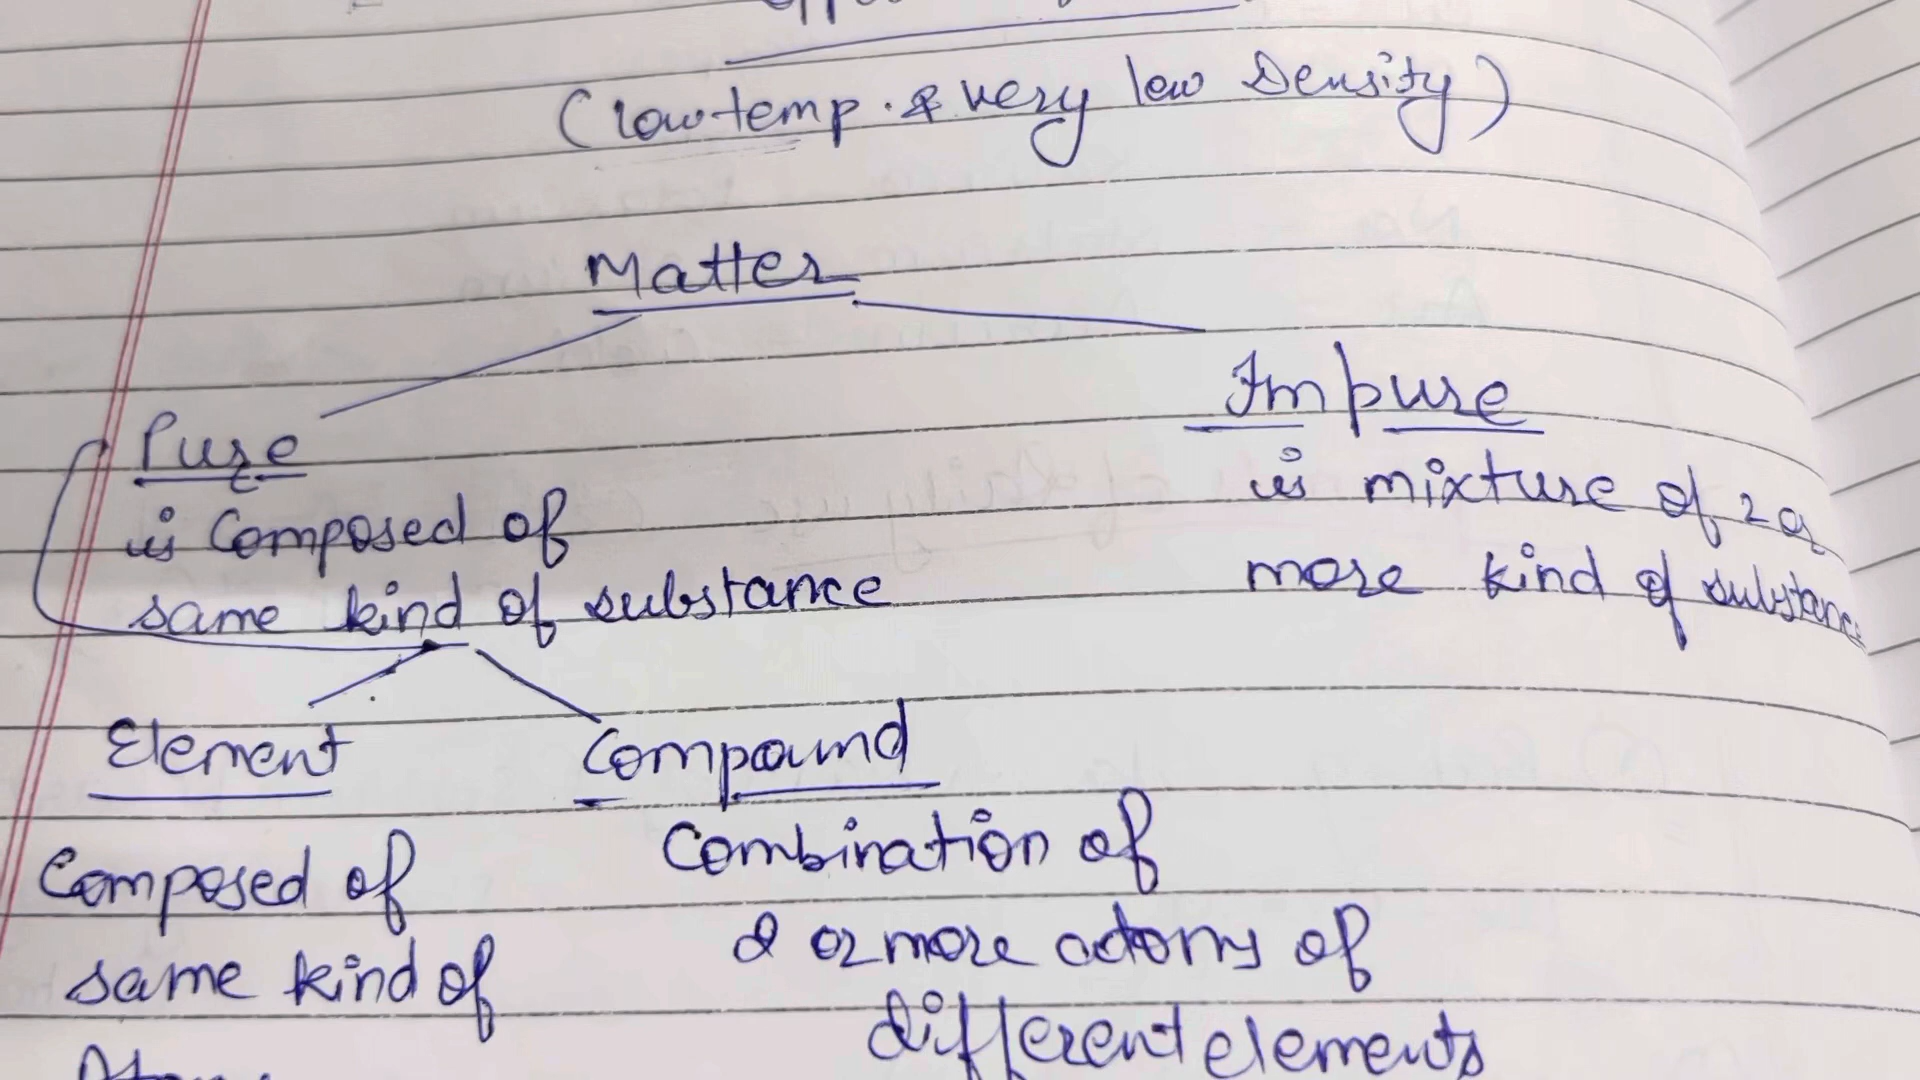 (low temp. & very low Density)
Matter
Pure
is Composed of
same kind of substance
Impure
is mixture of 2 or
more kind of substance
Element
Composed of
same kind of
Compound
Combination of
2 or more atoms of
different elements